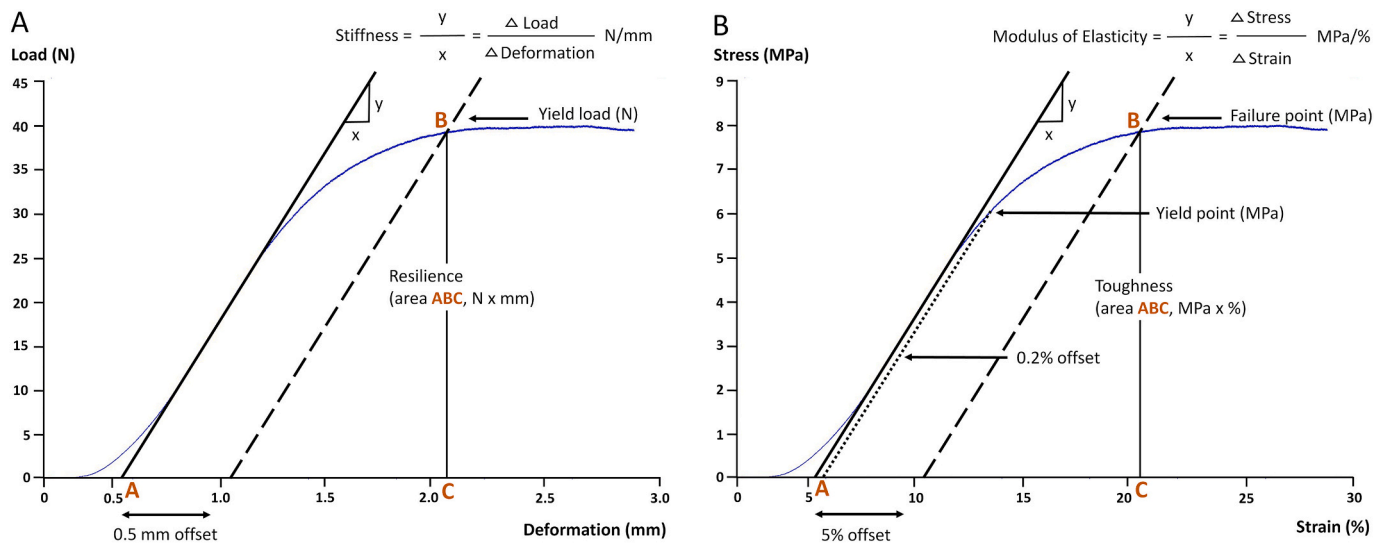 A
Stiffness = y / x = △ Load / △ Deformation N/mm
Load (N)
45
40
35
30
25
20
15
10
5
0
y
x
B
Yield load (N)
Resilience
(area ABC, N x mm)
0
0.5
A
1.0
1.5
2.0
C
2.5
3.0
0.5 mm offset
Deformation (mm)
B
Modulus of Elasticity = y / x = △ Stress / △ Strain MPa/%
Stress (MPa)
9
8
7
6
5
4
3
2
1
0
y
x
B
Failure point (MPa)
Yield point (MPa)
Toughness
(area ABC, MPa x %)
0.2% offset
0
5
A
10
15
20
C
25
30
5% offset
Strain (%)